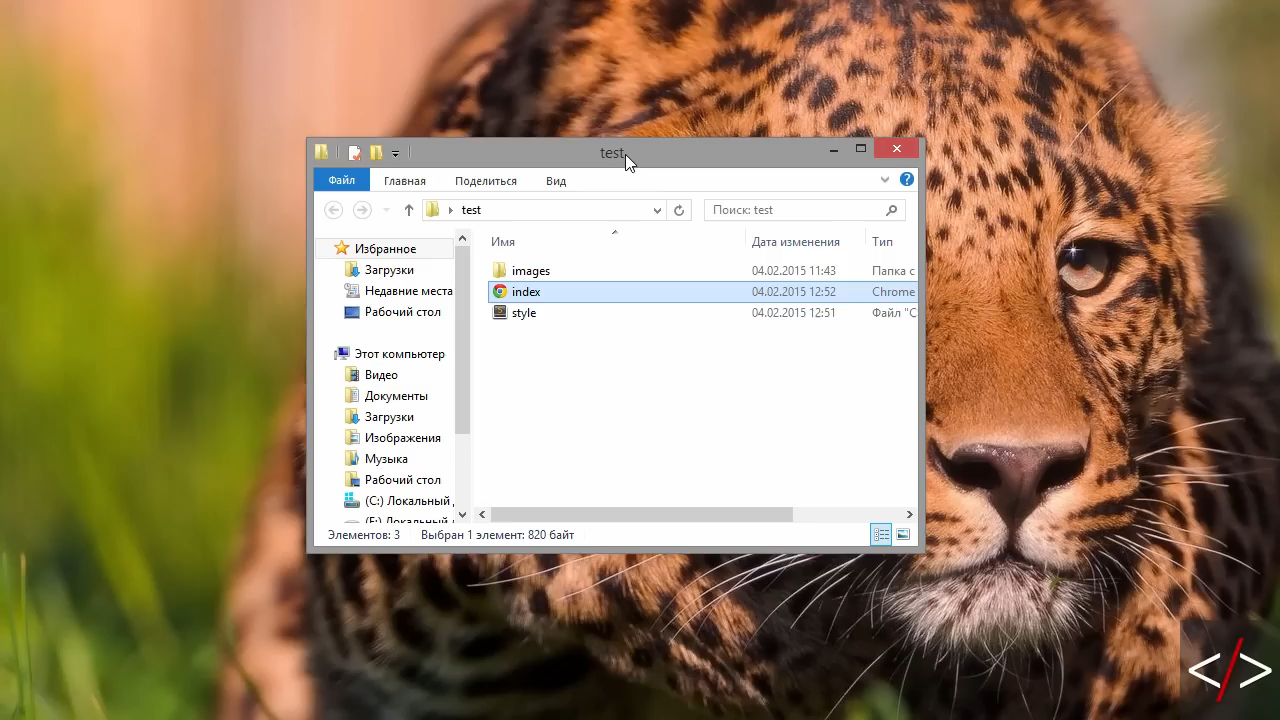 test
Файл Главная Поделиться Вид
test Поиск: test
Имя Дата изменения Тип
Избранное
Загрузки
Недавние места
Рабочий стол
Этот компьютер
Видео
Документы
Загрузки
Изображения
Музыка
Рабочий стол
(C:) Локальный
images 04.02.2015 11:43 Папка с
index 04.02.2015 12:52 Chrome
style 04.02.2015 12:51 Файл "C
Элементов: 3 Выбран 1 элемент: 820 байт
</>